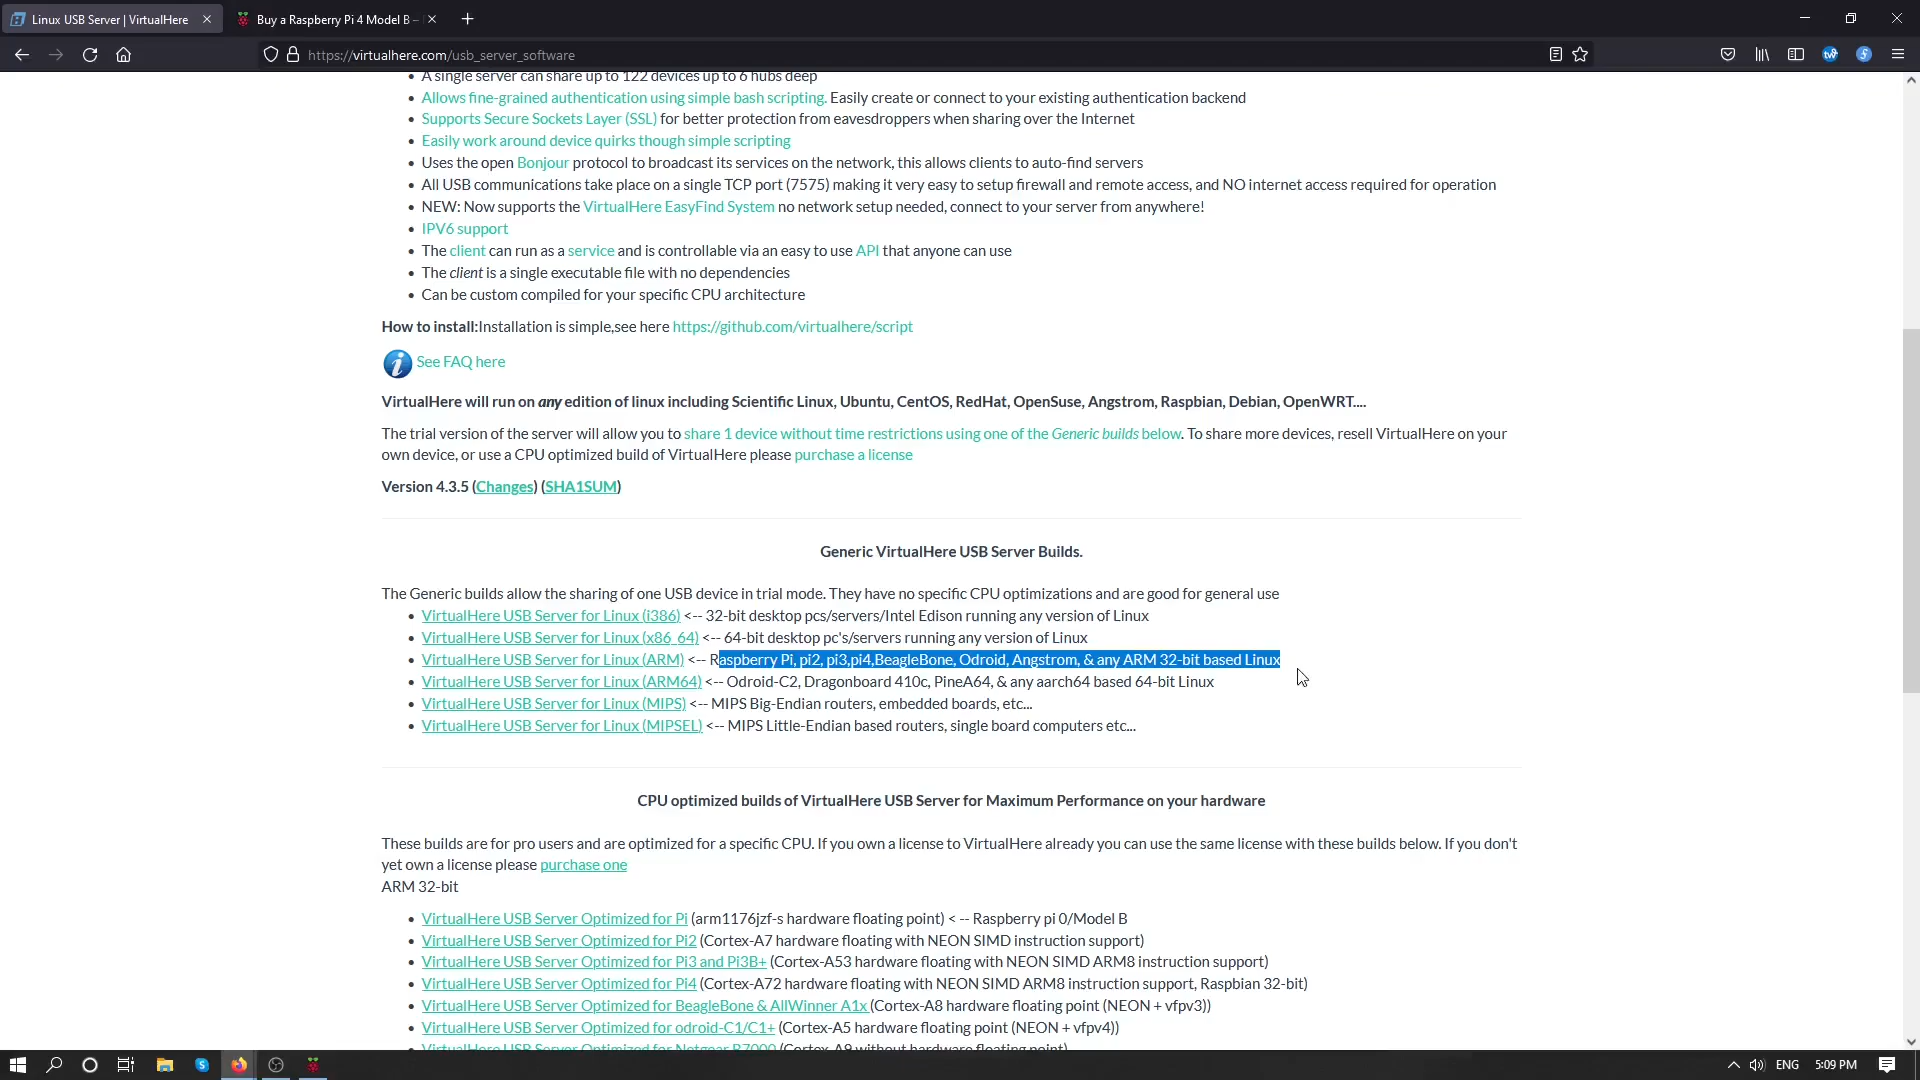 Linux USB Server | VirtualHere
Buy a Raspberry Pi 4 Model B –
https://virtualhere.com/usb_server_software
A single server can share up to 122 devices up to 6 hubs deep
Allows fine-grained authentication using simple bash scripting. Easily create or connect to your existing authentication backend
Supports Secure Sockets Layer (SSL) for better protection from eavesdroppers when sharing over the Internet
Easily work around device quirks though simple scripting
Uses the open Bonjour protocol to broadcast its services on the network, this allows clients to auto-find servers
All USB communications take place on a single TCP port (7575) making it very easy to setup firewall and remote access, and NO internet access required for operation
NEW: Now supports the VirtualHere EasyFind System no network setup needed, connect to your server from anywhere!
IPV6 support
The client can run as a service and is controllable via an easy to use API that anyone can use
The client is a single executable file with no dependencies
Can be custom compiled for your specific CPU architecture
How to install:Installation is simple,see here https://github.com/virtualhere/script
See FAQ here
VirtualHere will run on any edition of linux including Scientific Linux, Ubuntu, CentOS, RedHat, OpenSuse, Angstrom, Raspbian, Debian, OpenWRT....
The trial version of the server will allow you to share 1 device without time restrictions using one of the Generic builds below. To share more devices, resell VirtualHere on your
own device, or use a CPU optimized build of VirtualHere please purchase a license
Version 4.3.5 (Changes) (SHA1SUM)
Generic VirtualHere USB Server Builds.
The Generic builds allow the sharing of one USB device in trial mode. They have no specific CPU optimizations and are good for general use
VirtualHere USB Server for Linux (i386) <-- 32-bit desktop pcs/servers/Intel Edison running any version of Linux
VirtualHere USB Server for Linux (x86_64) <-- 64-bit desktop pc's/servers running any version of Linux
VirtualHere USB Server for Linux (ARM) <-- Raspberry Pi, pi2, pi3,pi4,BeagleBone, Odroid, Angstrom, & any ARM 32-bit based Linux
VirtualHere USB Server for Linux (ARM64) <-- Odroid-C2, Dragonboard 410c, PineA64, & any aarch64 based 64-bit Linux
VirtualHere USB Server for Linux (MIPS) <-- MIPS Big-Endian routers, embedded boards, etc...
VirtualHere USB Server for Linux (MIPSEL) <-- MIPS Little-Endian based routers, single board computers etc...
CPU optimized builds of VirtualHere USB Server for Maximum Performance on your hardware
These builds are for pro users and are optimized for a specific CPU. If you own a license to VirtualHere already you can use the same license with these builds below. If you don't
yet own a license please purchase one
ARM 32-bit
VirtualHere USB Server Optimized for Pi (arm1176jzf-s hardware floating point) < -- Raspberry pi 0/Model B
VirtualHere USB Server Optimized for Pi2 (Cortex-A7 hardware floating with NEON SIMD instruction support)
VirtualHere USB Server Optimized for Pi3 and Pi3B+ (Cortex-A53 hardware floating with NEON SIMD ARM8 instruction support)
VirtualHere USB Server Optimized for Pi4 (Cortex-A72 hardware floating with NEON SIMD ARM8 instruction support, Raspbian 32-bit)
VirtualHere USB Server Optimized for BeagleBone & AllWinner A1x (Cortex-A8 hardware floating point (NEON + vfpv3))
VirtualHere USB Server Optimized for odroid-C1/C1+ (Cortex-A5 hardware floating point (NEON + vfpv4))
VirtualHere USB Server Optimized for Netgear R7000 (Cortex-A9 without hardware floating point)
ENG
5:09 PM